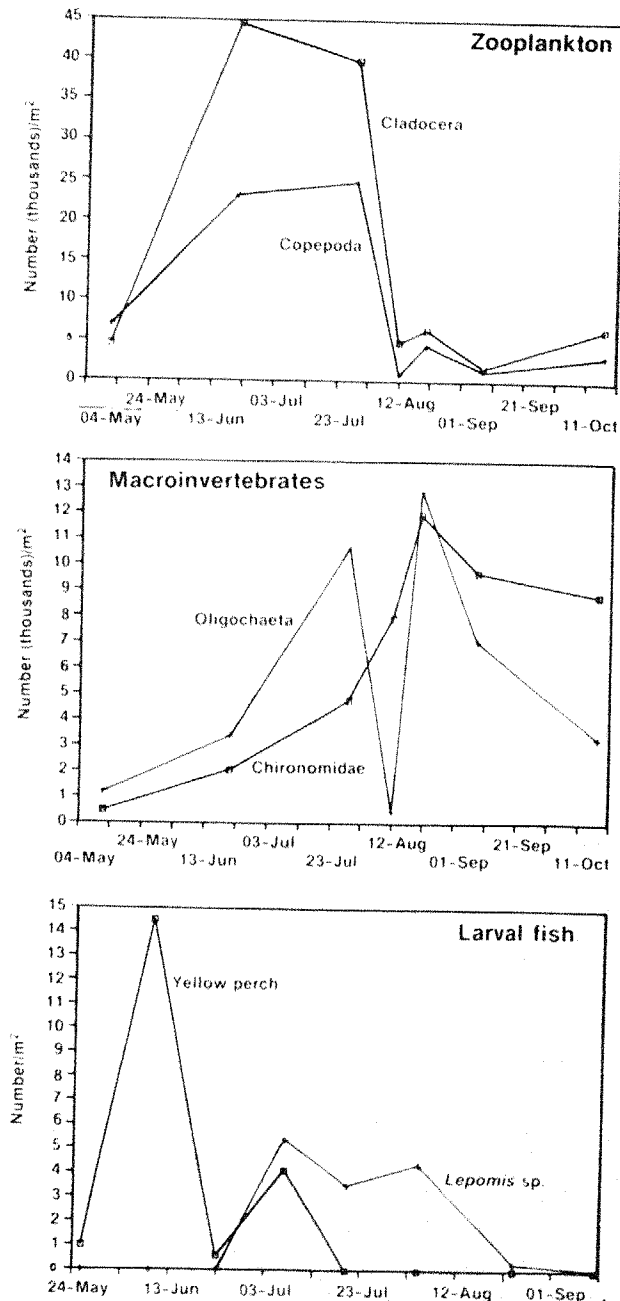 Zooplankton
Number (thousands)/m²
45
40
35
30
25
20
15
10
5
0
Cladocera
Copepoda
24-May 03-Jul 23-Jul 12-Aug 21-Sep
04-May 13-Jun 01-Sep 11-Oct
Macroinvertebrates
Number (thousands)/m²
14
13
12
11
10
9
8
7
6
5
4
3
2
1
0
Oligochaeta
Chironomidae
24-May 03-Jul 12-Aug 21-Sep
04-May 13-Jun 23-Jul 01-Sep 11-Oct
Larval fish
Number/m²
15
14
13
12
11
10
9
8
7
6
5
4
3
2
1
0
Yellow perch
Lepomis sp.
24-May 13-Jun 03-Jul 23-Jul 12-Aug 01-Sep